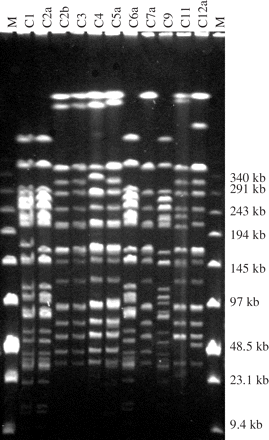 M C1 C2a C2b C3 C4 C5a C6a C7a C9 C11 C12a M
340 kb
291 kb
243 kb
194 kb
145 kb
97 kb
48.5 kb
23.1 kb
9.4 kb